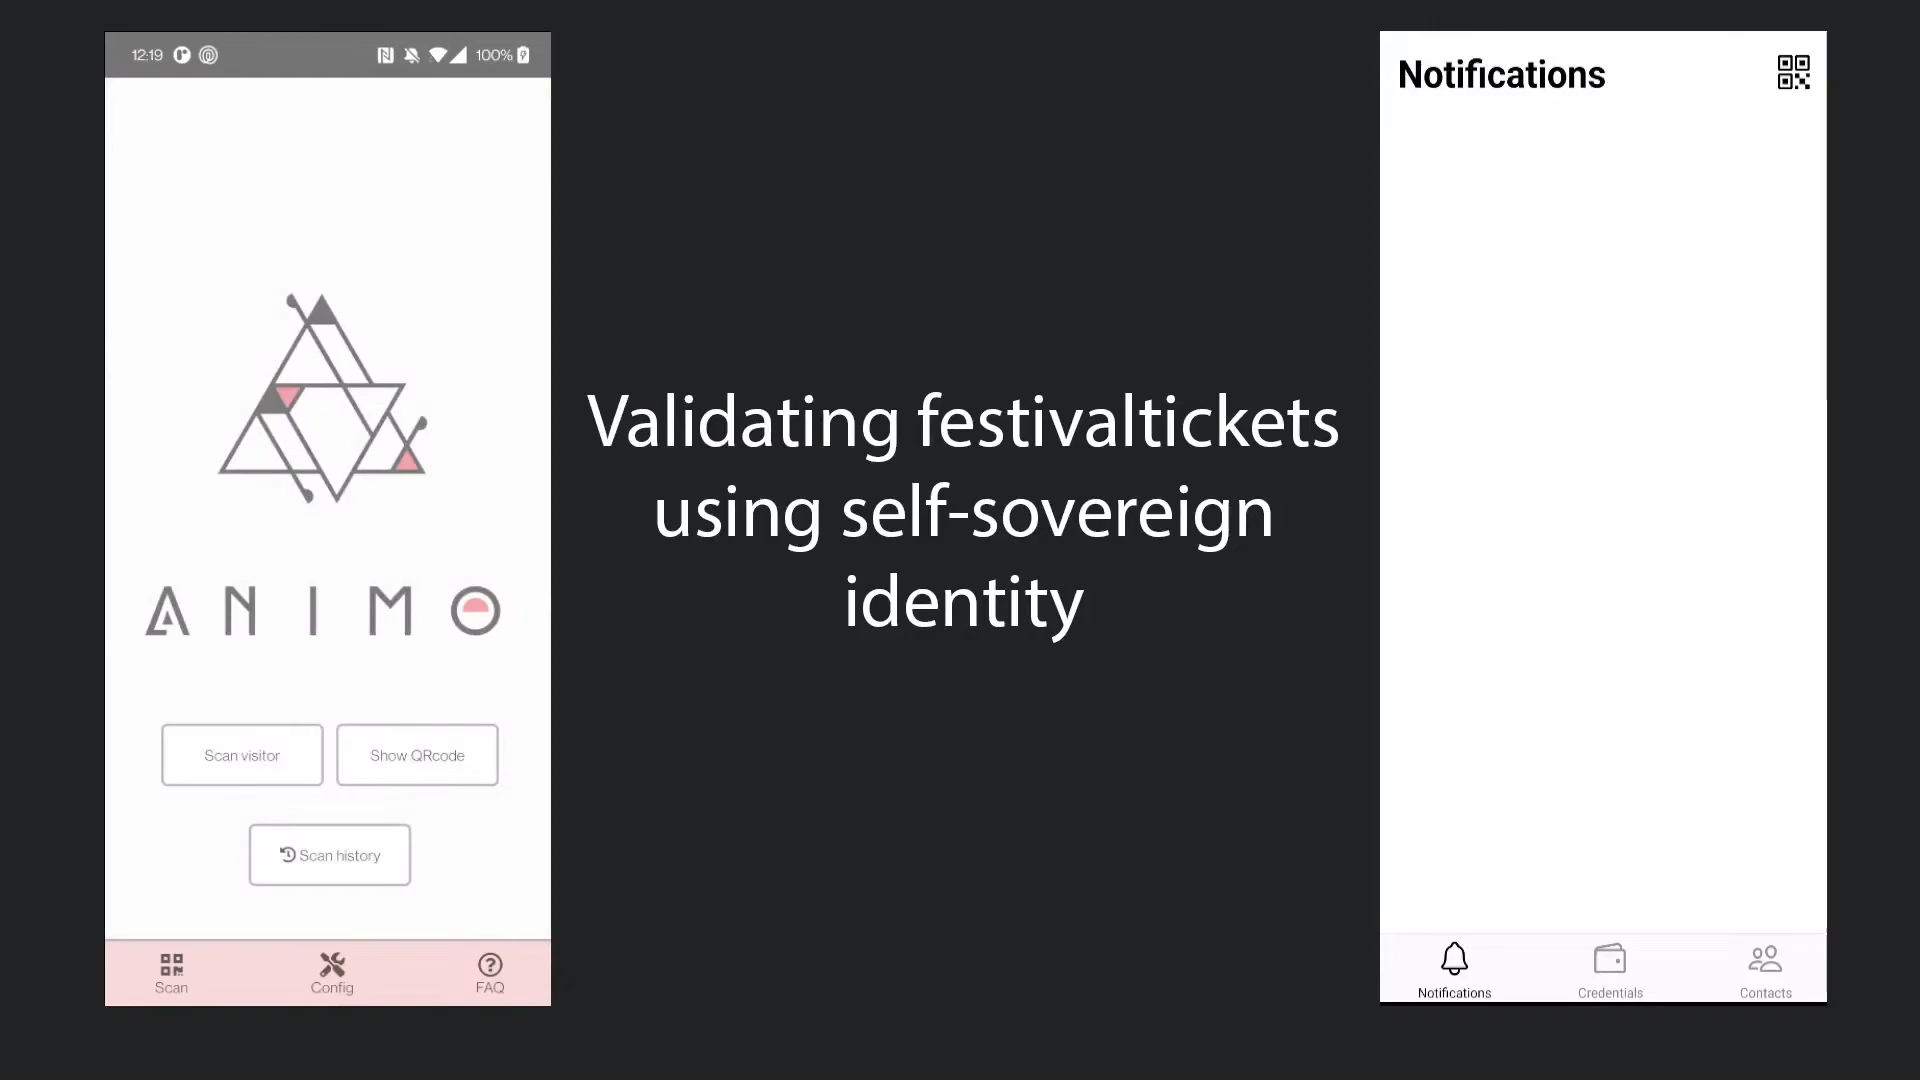 12:19
100%
ANIMO
Scan visitor
Show QRcode
Scan history
Scan
Config
FAQ
Validating festivaltickets
using self-sovereign
identity
Notifications
Notifications
Credentials
Contacts